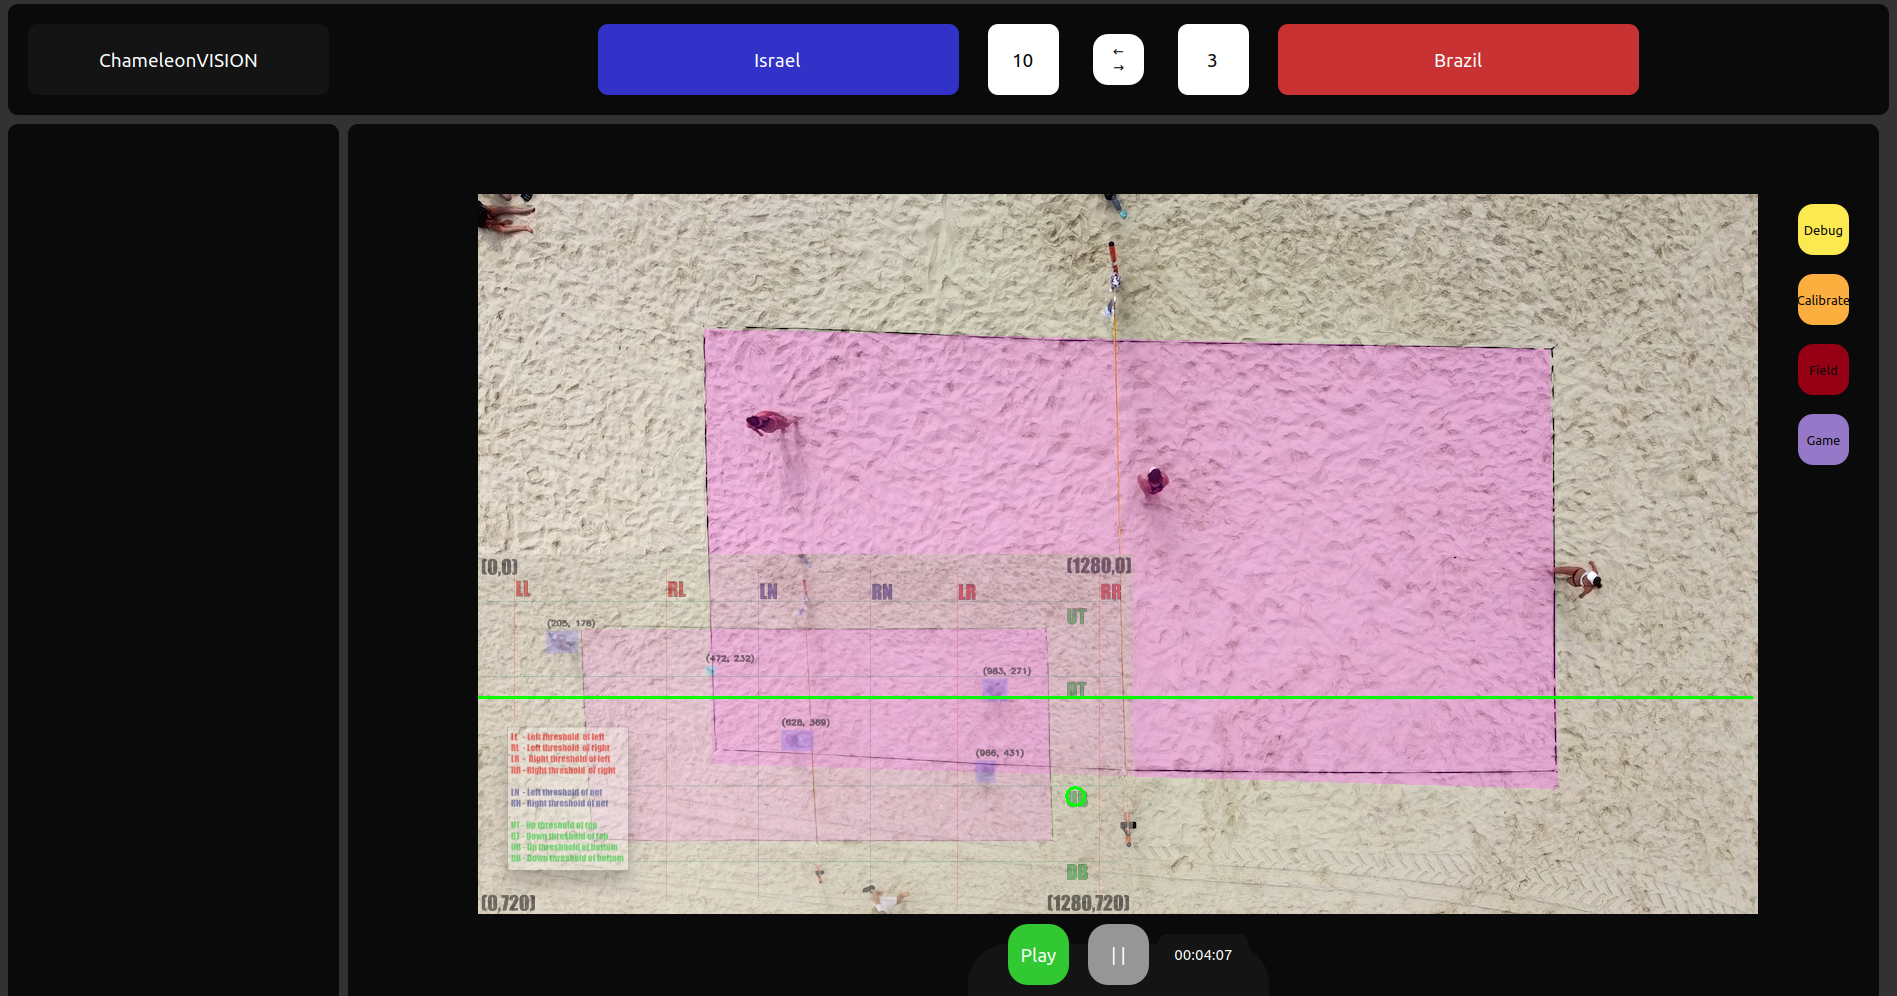 ChameleonVISION
Israel
10
←
→
3
Brazil
Debug
Calibrate
Field
Game
(0,0)
(1280,0)
LL
RL
LN
RN
LR
RR
UT
(205, 178)
(472, 232)
(983, 271)
DT
(628, 369)
(966, 431)
LL - Left threshold of left
RL - Left threshold of right
LR - Right threshold of left
RR - Right threshold of right
LN - Left threshold of net
RN - Right threshold of net
UT - Up threshold of top
DT - Down threshold of top
UB - Up threshold of bottom
DB - Down threshold of bottom
DB
(0,720)
(1280,720)
Play
||
00:04:07